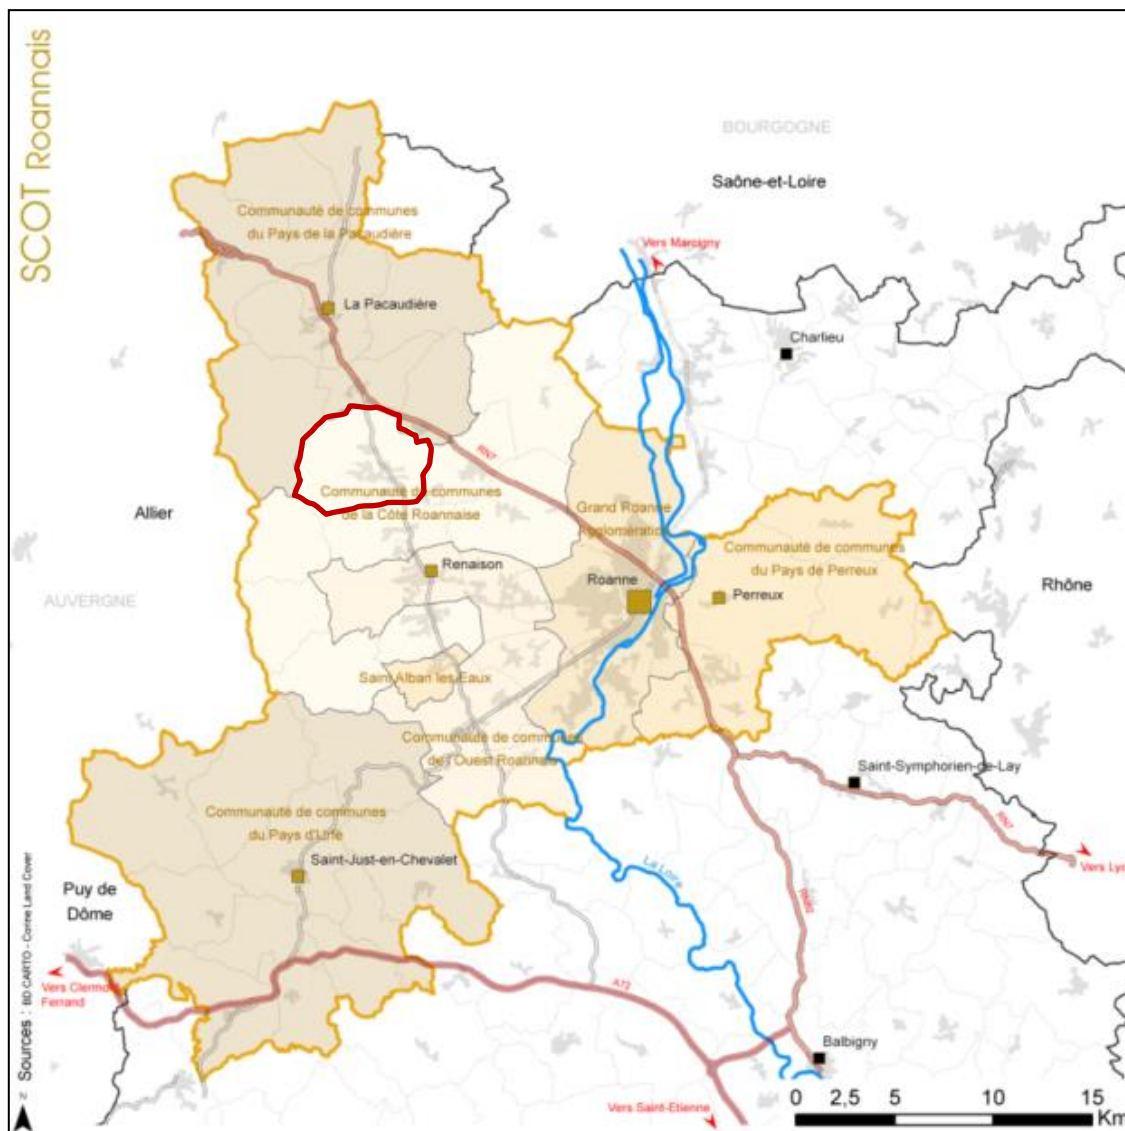 SCOT Roannais
BOURGOGNE
Saône-et-Loire
Communauté de communes
du Pays de la Pacaudière
Vers Marcigny
La Pacaudière
Charlieu
RN7
Communauté de communes
de la Côte Roannaise
Allier
Grand Roanne
Agglomération
Communauté de communes
du Pays de Perreux
Renaison
Roanne
Perreux
Rhône
AUVERGNE
Saint Alban les Eaux
Communauté de communes
de l'Ouest Roannais
Saint-Symphorien-de-Lay
RN7
Communauté de communes
du Pays d'Urfé
Saint-Just-en-Chevalet
La Loire
Vers Lyo
Puy de
Dôme
RN82
Vers Clermont
Ferrand
A72
Balbigny
Vers Saint-Etienne
0 2,5 5 10 15
Km
N
Sources : BD CARTO - Corine Land Cover